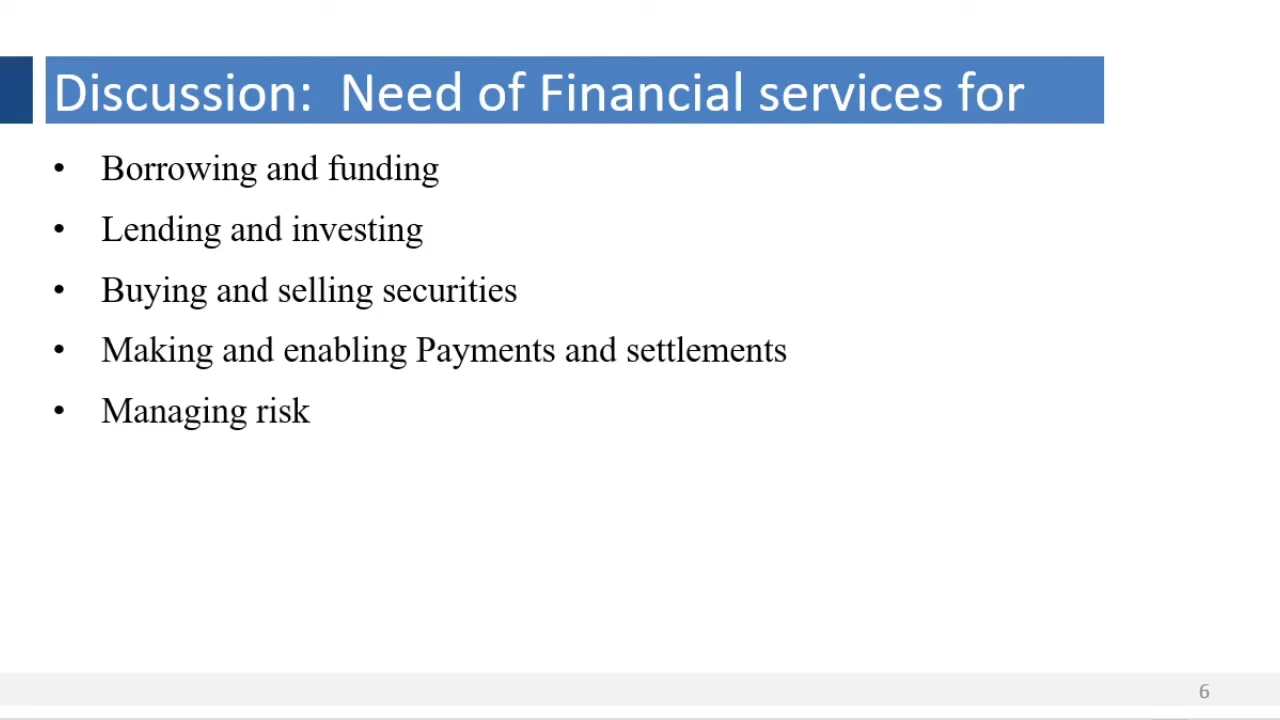 Discussion:  Need of Financial services for
• Borrowing and funding
• Lending and investing
• Buying and selling securities
• Making and enabling Payments and settlements
• Managing risk
6